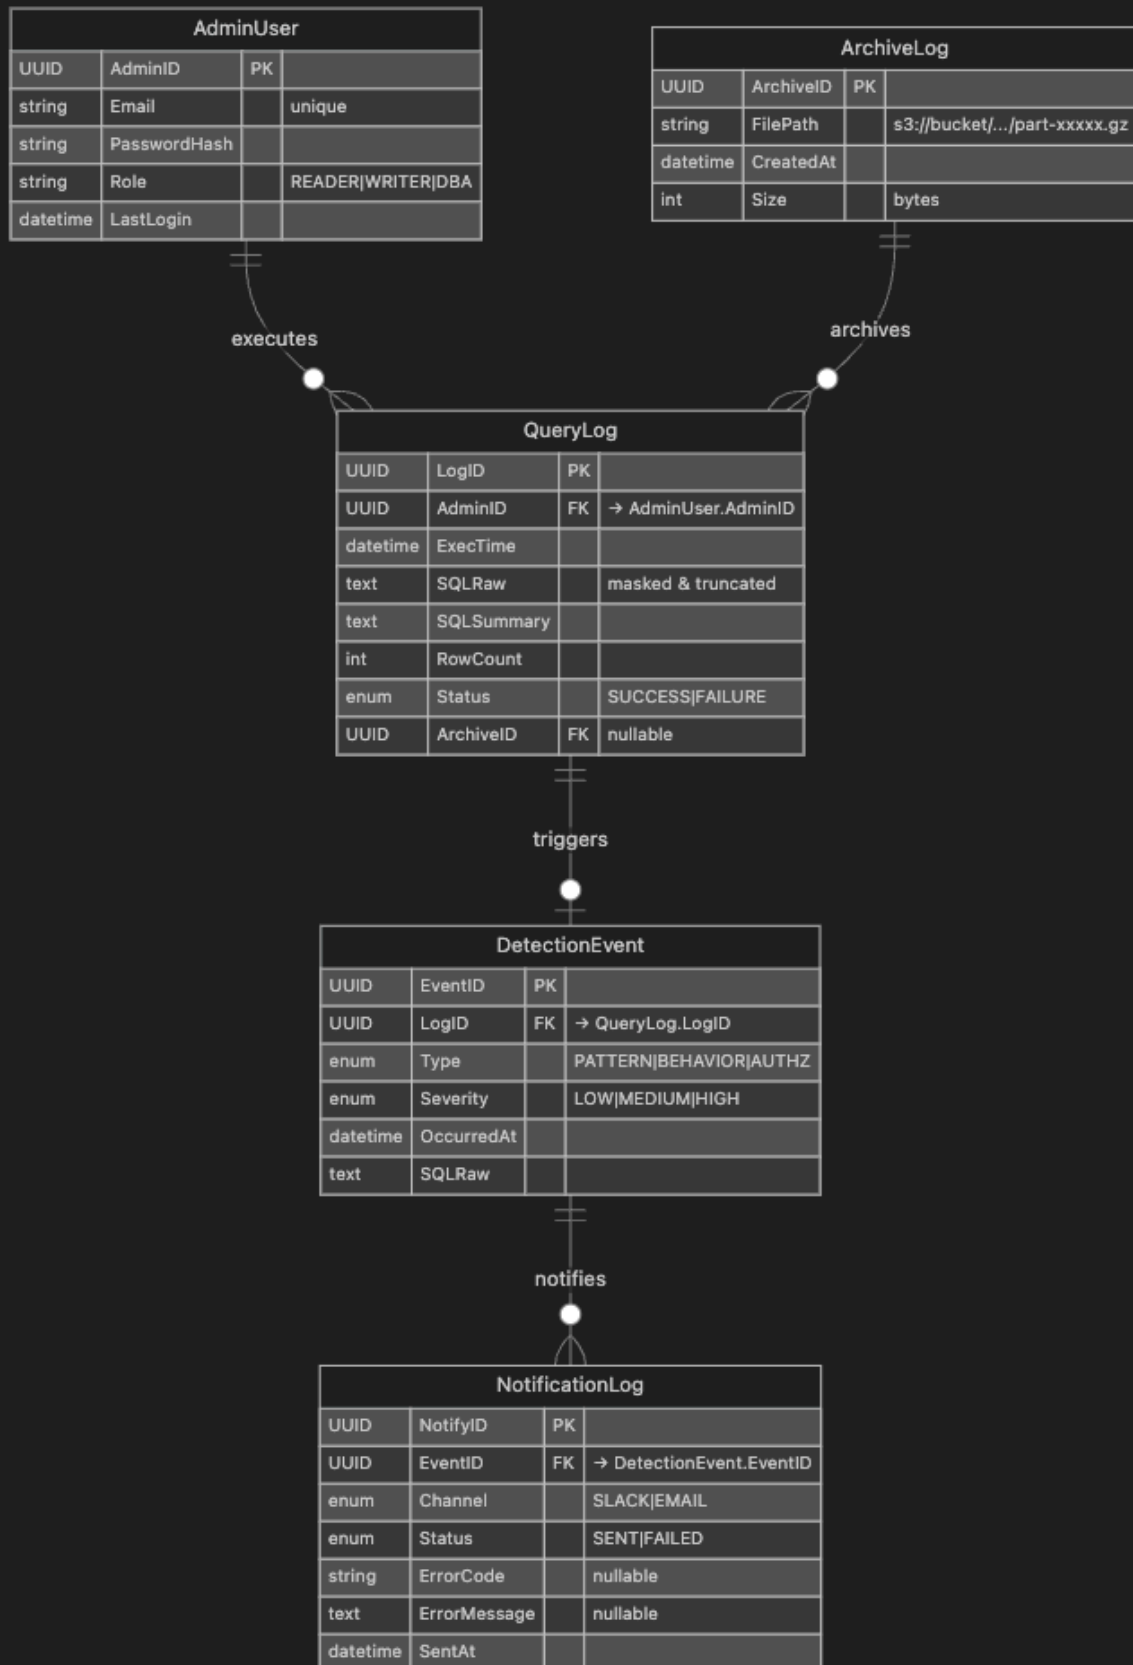 AdminUser
UUID AdminID PK
string Email unique
string PasswordHash
string Role READER|WRITER|DBA
datetime LastLogin
ArchiveLog
UUID ArchiveID PK
string FilePath s3://bucket/.../part-xxxxx.gz
datetime CreatedAt
int Size bytes
executes
archives
QueryLog
UUID LogID PK
UUID AdminID FK → AdminUser.AdminID
datetime ExecTime
text SQLRaw masked & truncated
text SQLSummary
int RowCount
enum Status SUCCESS|FAILURE
UUID ArchiveID FK nullable
triggers
DetectionEvent
UUID EventID PK
UUID LogID FK → QueryLog.LogID
enum Type PATTERN|BEHAVIOR|AUTHZ
enum Severity LOW|MEDIUM|HIGH
datetime OccurredAt
text SQLRaw
notifies
NotificationLog
UUID NotifyID PK
UUID EventID FK → DetectionEvent.EventID
enum Channel SLACK|EMAIL
enum Status SENT|FAILED
string ErrorCode nullable
text ErrorMessage nullable
datetime SentAt